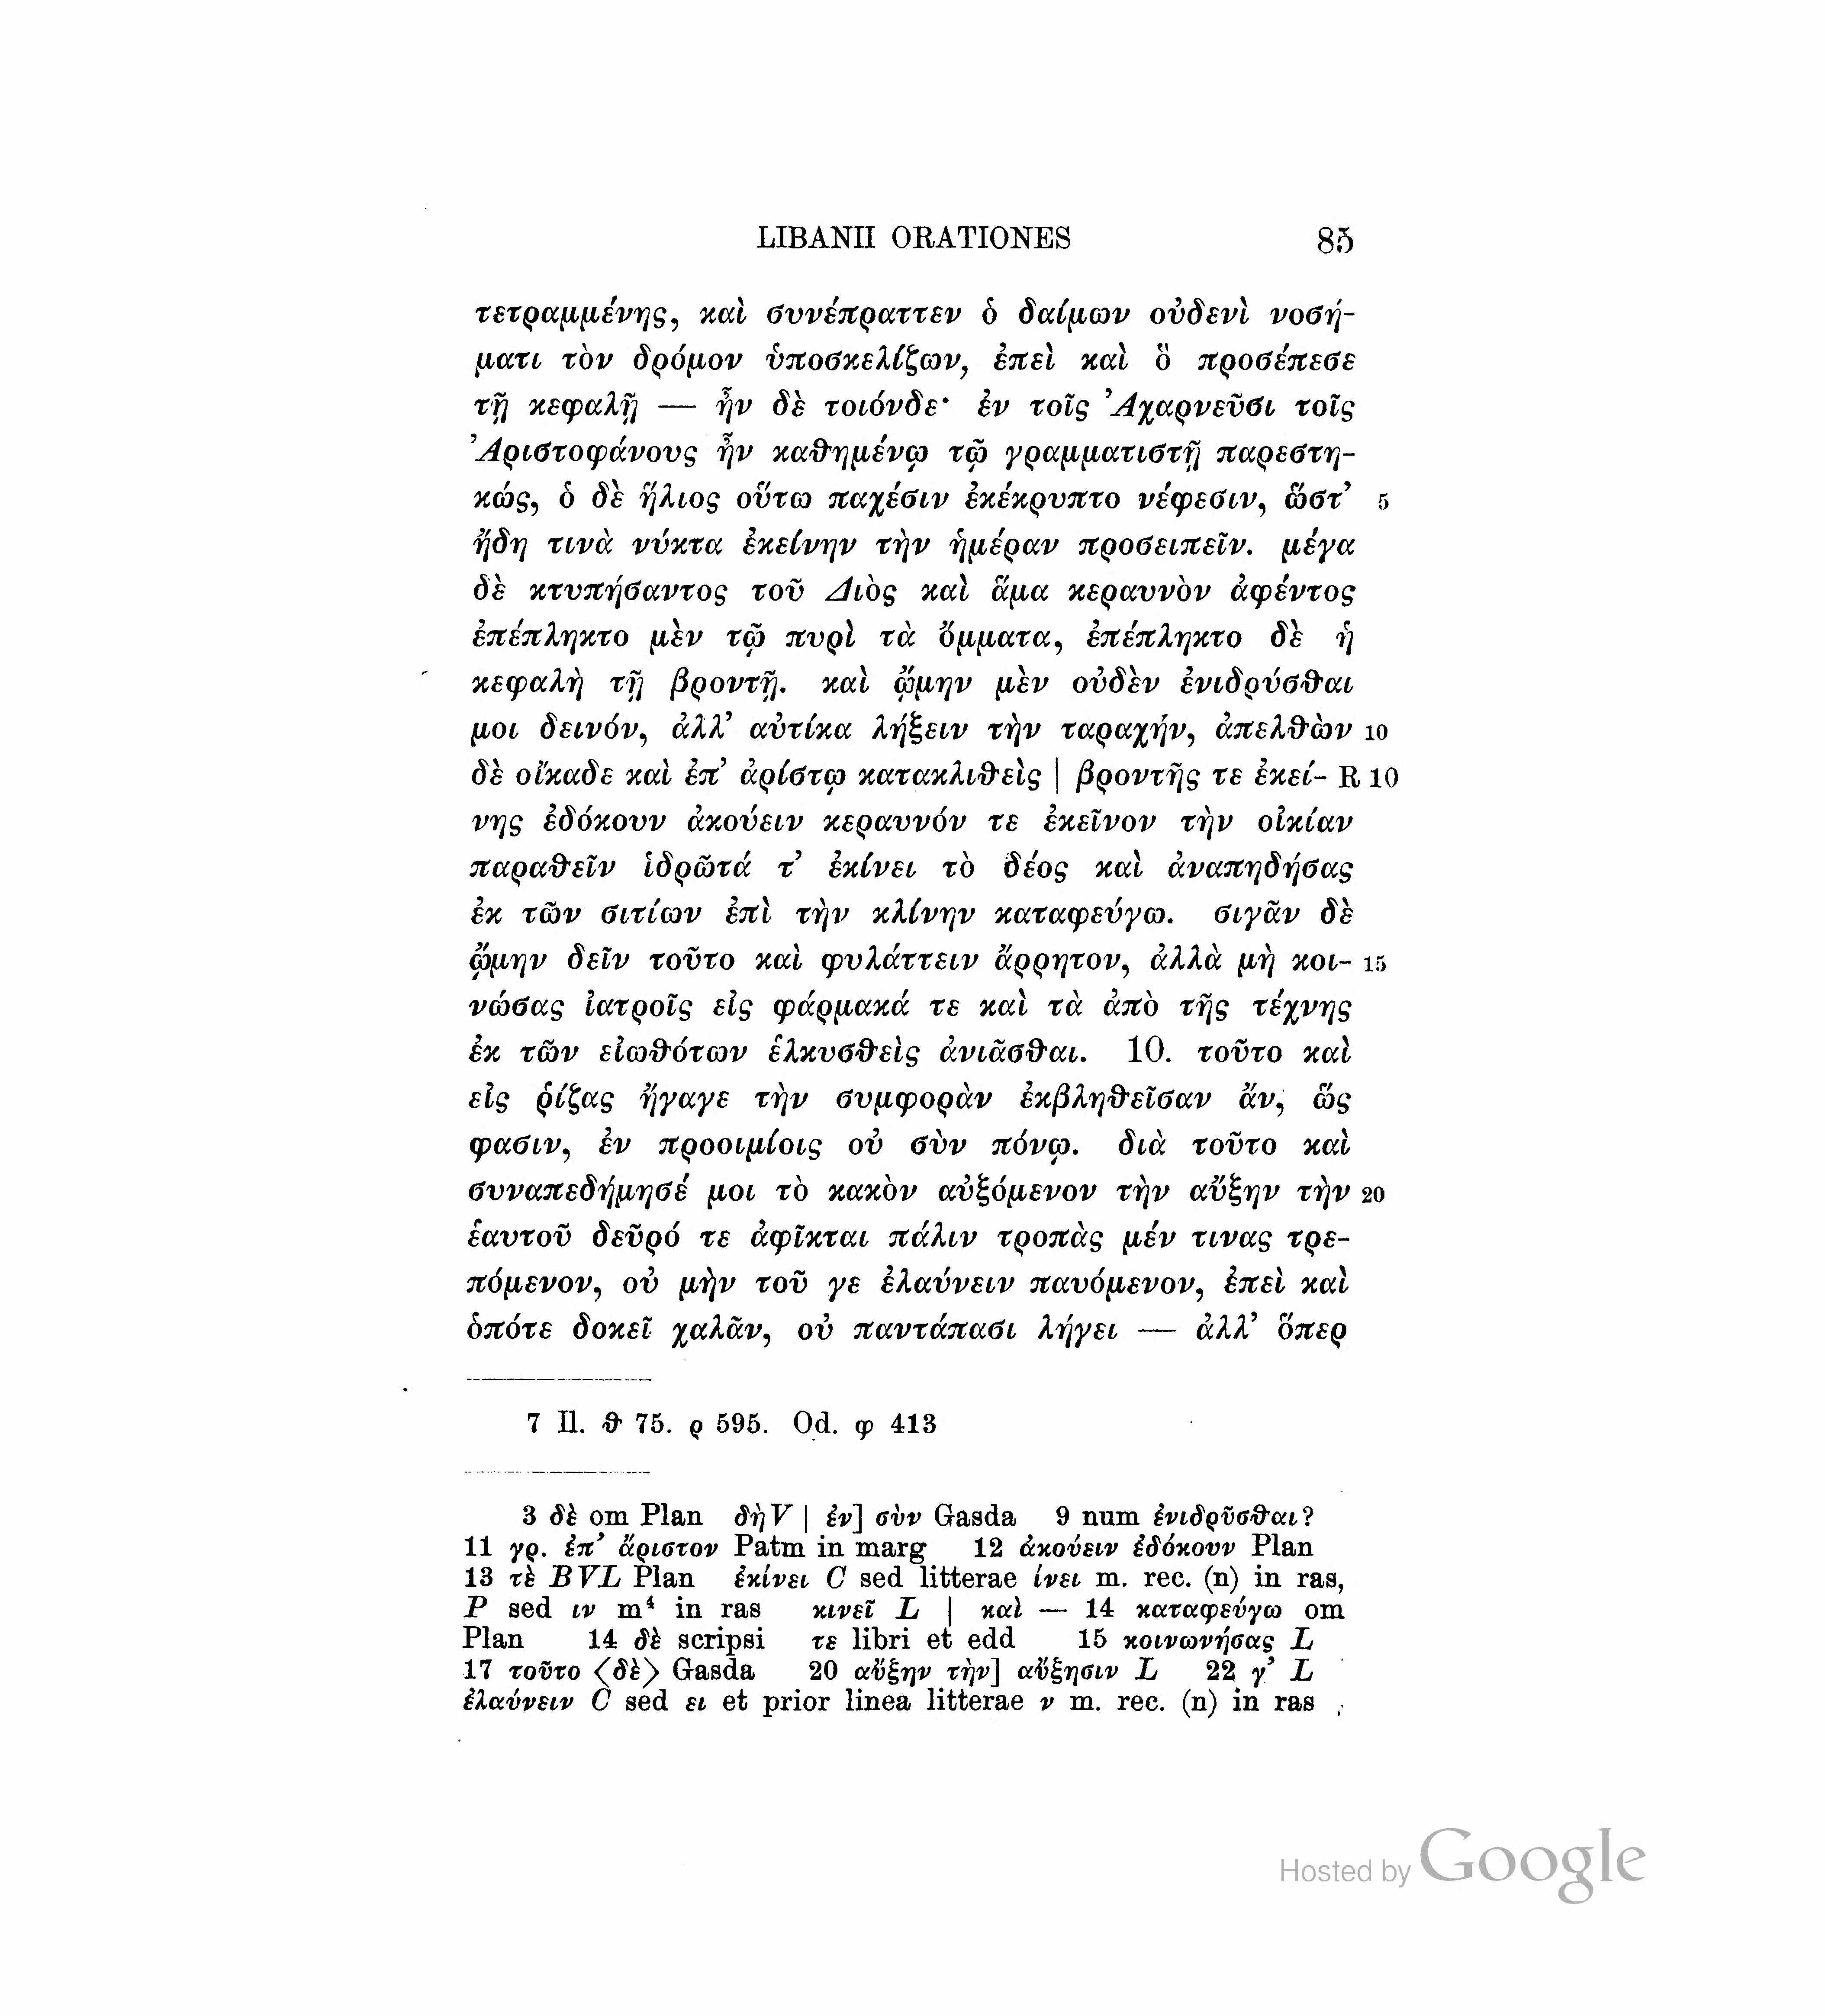 LIBANII ORATIONES 85
τετραμμένης, καὶ συνέπραττεν ὁ δαίμων οὐδενὶ νοσή-
ματι τὸν δρόμον ὑποσκελίζων, ἐπεὶ καὶ ὃ προσέπεσε
τῇ κεφαλῇ — ἦν δὲ τοιόνδε· ἐν τοῖς Ἀχαρνεῦσι τοῖς
Ἀριστοφάνους ἦν καθημένῳ τῷ γραμματιστῇ παρεστη-
κώς, ὁ δὲ ἥλιος οὕτω παχέσιν ἐκέκρυπτο νέφεσιν, ὥστ’ 5
ἤδη τινὰ νύκτα ἐκείνην τὴν ἡμέραν προσειπεῖν. μέγα
δὲ κτυπήσαντος τοῦ Διὸς καὶ ἅμα κεραυνὸν ἀφέντος
ἐπέπληκτο μὲν τῷ πυρὶ τὰ ὄμματα, ἐπέπληκτο δὲ ἡ
κεφαλὴ τῇ βροντῇ. καὶ ᾤμην μὲν οὐδὲν ἐνιδρύσθαι
μοι δεινόν, ἀλλ’ αὐτίκα λήξειν τὴν ταραχήν, ἀπελθὼν 10
δὲ οἴκαδε καὶ ἐπ’ ἀρίστῳ κατακλιθεὶς | βροντῆς τε ἐκεί- R 10
νης ἐδόκουν ἀκούειν κεραυνόν τε ἐκεῖνον τὴν οἰκίαν
παραθεῖν ἱδρῶτά τ’ ἐκίνει τὸ δέος καὶ ἀναπηδήσας
ἐκ τῶν σιτίων ἐπὶ τὴν κλίνην καταφεύγω. σιγᾶν δὲ
ᾤμην δεῖν τοῦτο καὶ φυλάττειν ἄρρητον, ἀλλὰ μὴ κοι- 15
νώσας ἰατροῖς εἰς φάρμακά τε καὶ τὰ ἀπὸ τῆς τέχνης
ἐκ τῶν εἰωθότων ἑλκυσθεὶς ἀνιᾶσθαι. 10. τοῦτο καὶ
εἰς ῥίζας ἤγαγε τὴν συμφορὰν ἐκβληθεῖσαν ἄν, ὥς
φασιν, ἐν προοιμίοις οὐ σὺν πόνῳ. διὰ τοῦτο καὶ
συναπεδήμησέ μοι τὸ κακὸν αὐξόμενον τὴν αὔξην τὴν 20
ἑαυτοῦ δεῦρό τε ἀφῖκται πάλιν τροπὰς μέν τινας τρε-
πόμενον, οὐ μὴν τοῦ γε ἐλαύνειν παυόμενον, ἐπεὶ καὶ
ὁπότε δοκεῖ χαλᾶν, οὐ παντάπασι λήγει — ἀλλ’ ὅπερ
7 Il. θ 75. ρ 595. Od. φ 413
3 δὲ om Plan δὴ V | ἐν] σὺν Gasda 9 num ἐνιδρῦσθαι?
11 γρ. ἐπ’ ἄριστον Patm in marg 12 ἀκούειν ἐδόκουν Plan
13 τὲ BVL Plan ἐκίνει C sed litterae ίνει m. rec. (n) in ras,
P sed ιν m⁴ in ras κινεῖ L | καὶ — 14 καταφεύγω om
Plan 14 δὲ scripsi τε libri et edd 15 κοινωνήσας L
17 τοῦτο ⟨δὲ⟩ Gasda 20 αὔξην τὴν] αὔξησιν L 22 γ’ L
ἐλαύνειν C sed ει et prior linea litterae ν m. rec. (n) in ras
Hosted by Google